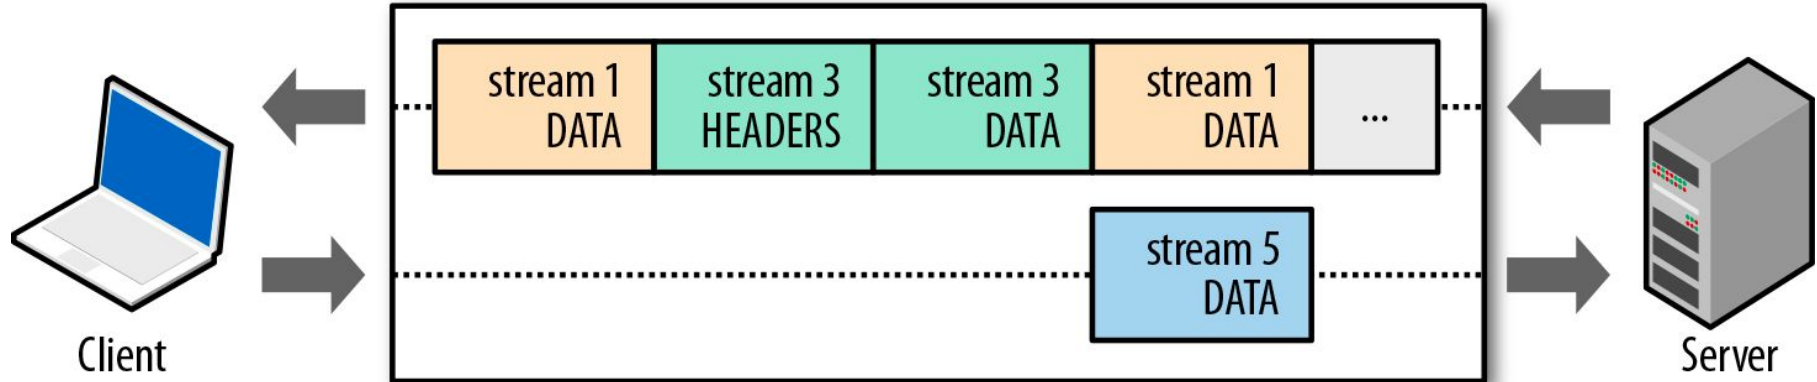 stream 1
DATA
stream 3
HEADERS
stream 3
DATA
stream 1
DATA
...
stream 5
DATA
Client
Server